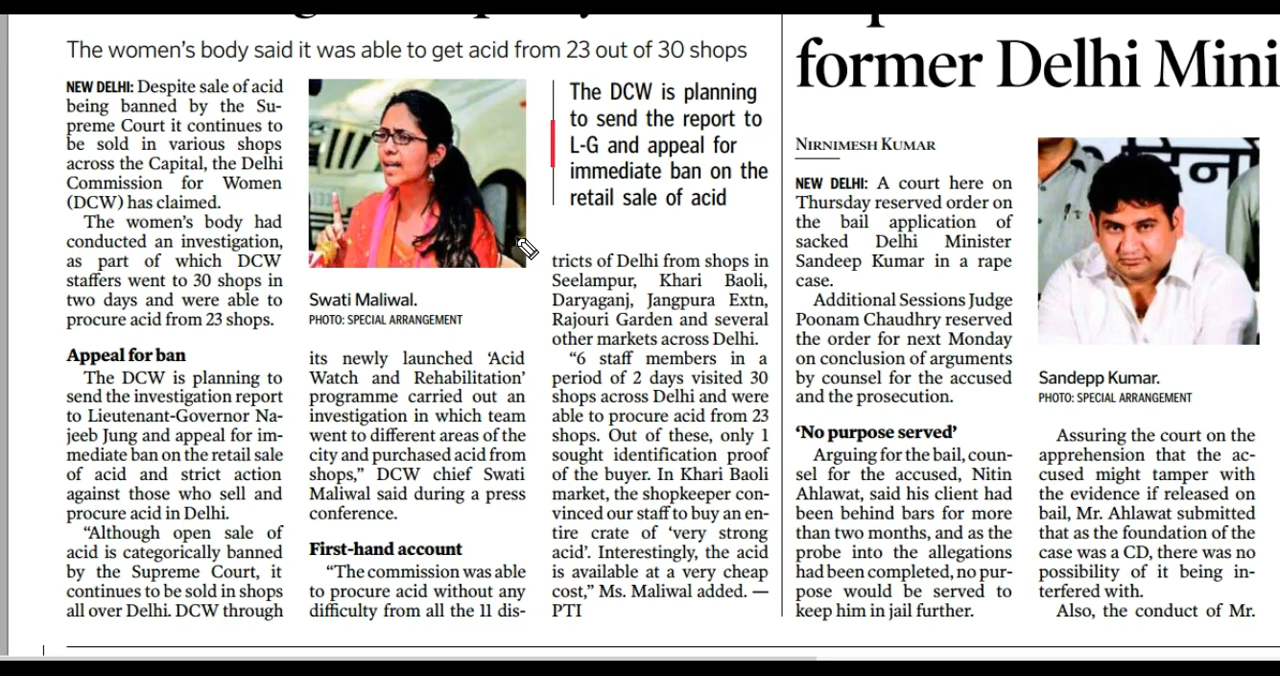 The women's body said it was able to get acid from 23 out of 30 shops
NEW DELHI: Despite sale of acid
being banned by the Su-
preme Court it continues to
be sold in various shops
across the Capital, the Delhi
Commission for Women
(DCW) has claimed.
The women's body had
conducted an investigation,
as part of which DCW
staffers went to 30 shops in
two days and were able to
procure acid from 23 shops.
Appeal for ban
The DCW is planning to
send the investigation report
to Lieutenant-Governor Na-
jeeb Jung and appeal for im-
mediate ban on the retail sale
of acid and strict action
against those who sell and
procure acid in Delhi.
“Although open sale of
acid is categorically banned
by the Supreme Court, it
continues to be sold in shops
all over Delhi. DCW through
Swati Maliwal.
PHOTO: SPECIAL ARRANGEMENT
its newly launched ‘Acid
Watch and Rehabilitation’
programme carried out an
investigation in which team
went to different areas of the
city and purchased acid from
shops,” DCW chief Swati
Maliwal said during a press
conference.
First-hand account
“The commission was able
to procure acid without any
difficulty from all the 11 dis-
The DCW is planning
to send the report to
L-G and appeal for
immediate ban on the
retail sale of acid
tricts of Delhi from shops in
Seelampur, Khari Baoli,
Daryaganj, Jangpura Extn,
Rajouri Garden and several
other markets across Delhi.
“6 staff members in a
period of 2 days visited 30
shops across Delhi and were
able to procure acid from 23
shops. Out of these, only 1
sought identification proof
of the buyer. In Khari Baoli
market, the shopkeeper con-
vinced our staff to buy an en-
tire crate of ‘very strong
acid’. Interestingly, the acid
is available at a very cheap
cost,” Ms. Maliwal added. —
PTI
former Delhi Mini
NIRNIMESH KUMAR
NEW DELHI: A court here on
Thursday reserved order on
the bail application of
sacked Delhi Minister
Sandeep Kumar in a rape
case.
Additional Sessions Judge
Poonam Chaudhry reserved
the order for next Monday
on conclusion of arguments
by counsel for the accused
and the prosecution.
‘No purpose served’
Arguing for the bail, coun-
sel for the accused, Nitin
Ahlawat, said his client had
been behind bars for more
than two months, and as the
probe into the allegations
had been completed, no pur-
pose would be served to
keep him in jail further.
Sandepp Kumar.
PHOTO: SPECIAL ARRANGEMENT
Assuring the court on the
apprehension that the ac-
cused might tamper with
the evidence if released on
bail, Mr. Ahlawat submitted
that as the foundation of the
case was a CD, there was no
possibility of it being in-
terfered with.
Also, the conduct of Mr.